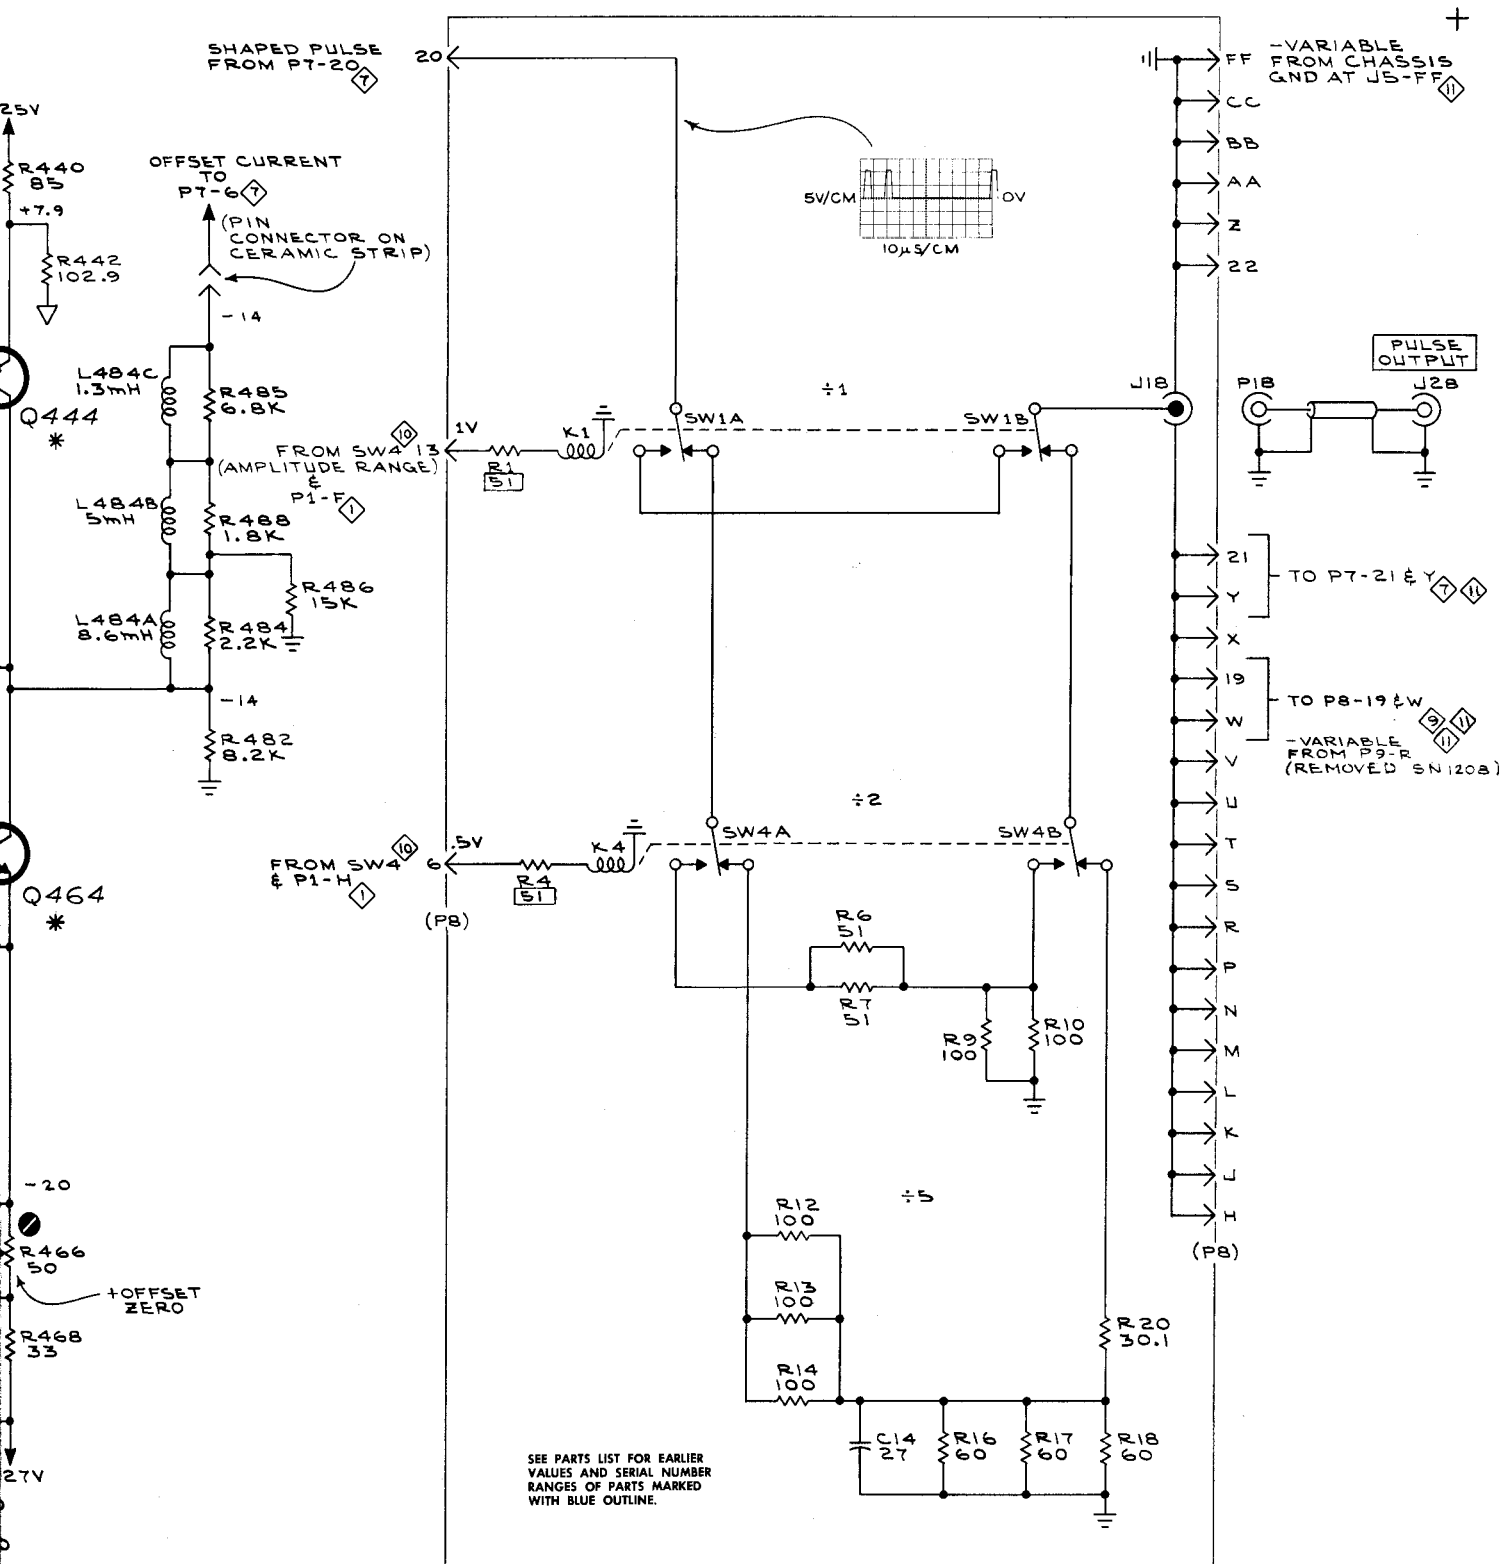 SHAPED PULSE
FROM P7-20 7
20
-VARIABLE
FROM CHASSIS
GND AT J5-FF 11
FF
CC
BB
AA
Z
22
25V
R440
85
+7.9
R442
102.9
OFFSET CURRENT
TO
P7-6 7
(PIN
CONNECTOR ON
CERAMIC STRIP)
-14
5V/CM
0V
10µS/CM
L484C
1.3mH
R485
6.8K
Q444
*
÷1
PULSE
OUTPUT
J18
P18
J28
10
FROM SW4
(AMPLITUDE RANGE)
&
P1-F 1
13
1V
R1
51
K1
SW1A
SW1B
L484B
5mH
R488
1.8K
R486
15K
L484A
8.6mH
R484
2.2K
-14
R482
8.2K
21
Y
TO P7-21 & Y 7 11
X
19
W
TO P8-19 & W
9 11
-VARIABLE 11
FROM P9-R
(REMOVED SN1208)
V
U
T
S
R
P
N
M
L
K
J
H
(P8)
÷2
10
FROM SW4
& P1-H 1
6
.5V
R4
51
K4
SW4A
SW4B
(P8)
Q464
*
R6
51
R7
51
R9
100
R10
100
-20
R466
50
+OFFSET
ZERO
R468
33
27V
÷5
R12
100
R13
100
R14
100
R20
30.1
C14
27
R16
60
R17
60
R18
60
SEE PARTS LIST FOR EARLIER
VALUES AND SERIAL NUMBER
RANGES OF PARTS MARKED
WITH BLUE OUTLINE.